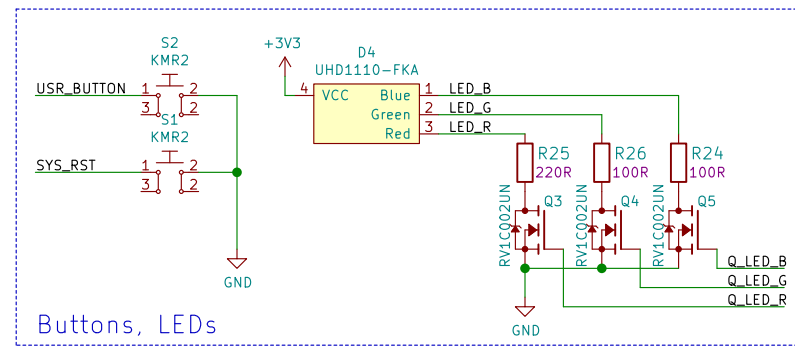 S2
KMR2
USR_BUTTON
1
2
3
2
S1
KMR2
SYS_RST
1
2
3
2
GND
+3V3
D4
UHD1110-FKA
4
VCC
Blue
1
LED_B
Green
2
LED_G
Red
3
LED_R
R25
220R
R26
100R
R24
100R
RV1C002UN
Q3
RV1C002UN
Q4
RV1C002UN
Q5
Q_LED_B
Q_LED_G
Q_LED_R
GND
Buttons, LEDs